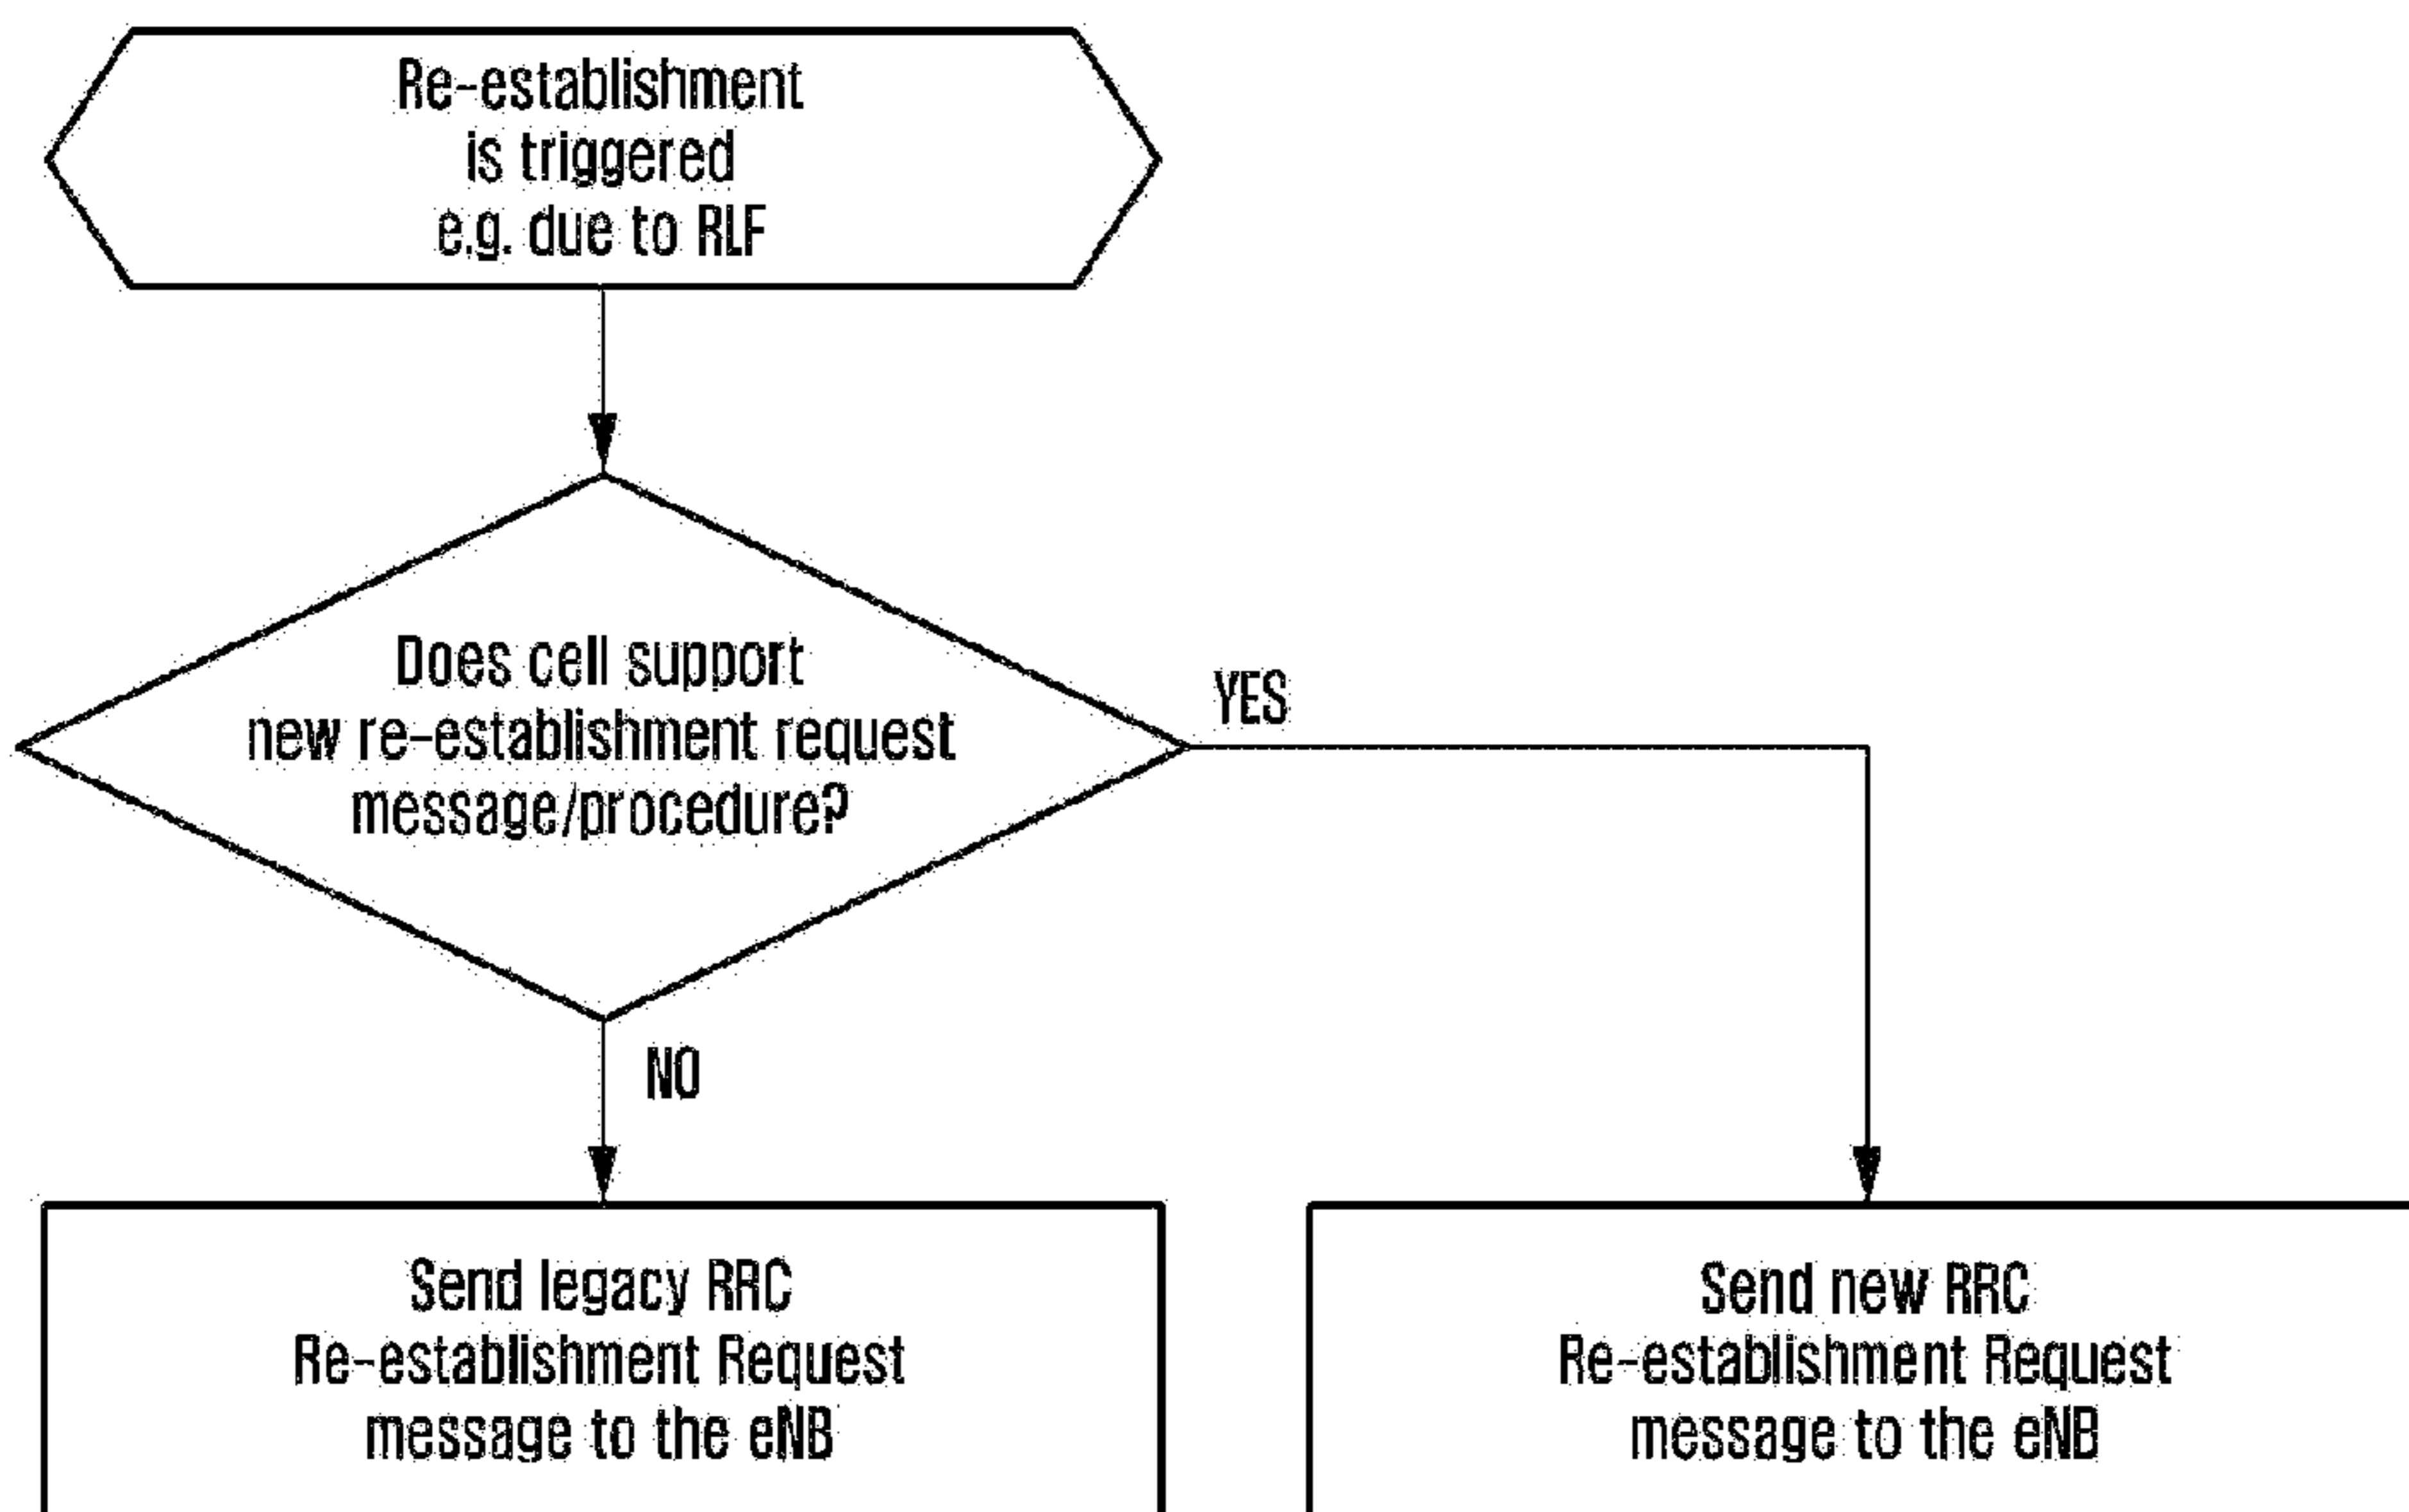 Re-establishment
is triggered
e.g. due to RLF
Does cell support
new re-establishment request
message/procedure?
YES
NO
Send legacy RRC
Re-establishment Request
message to the eNB
Send new RRC
Re-establishment Request
message to the eNB